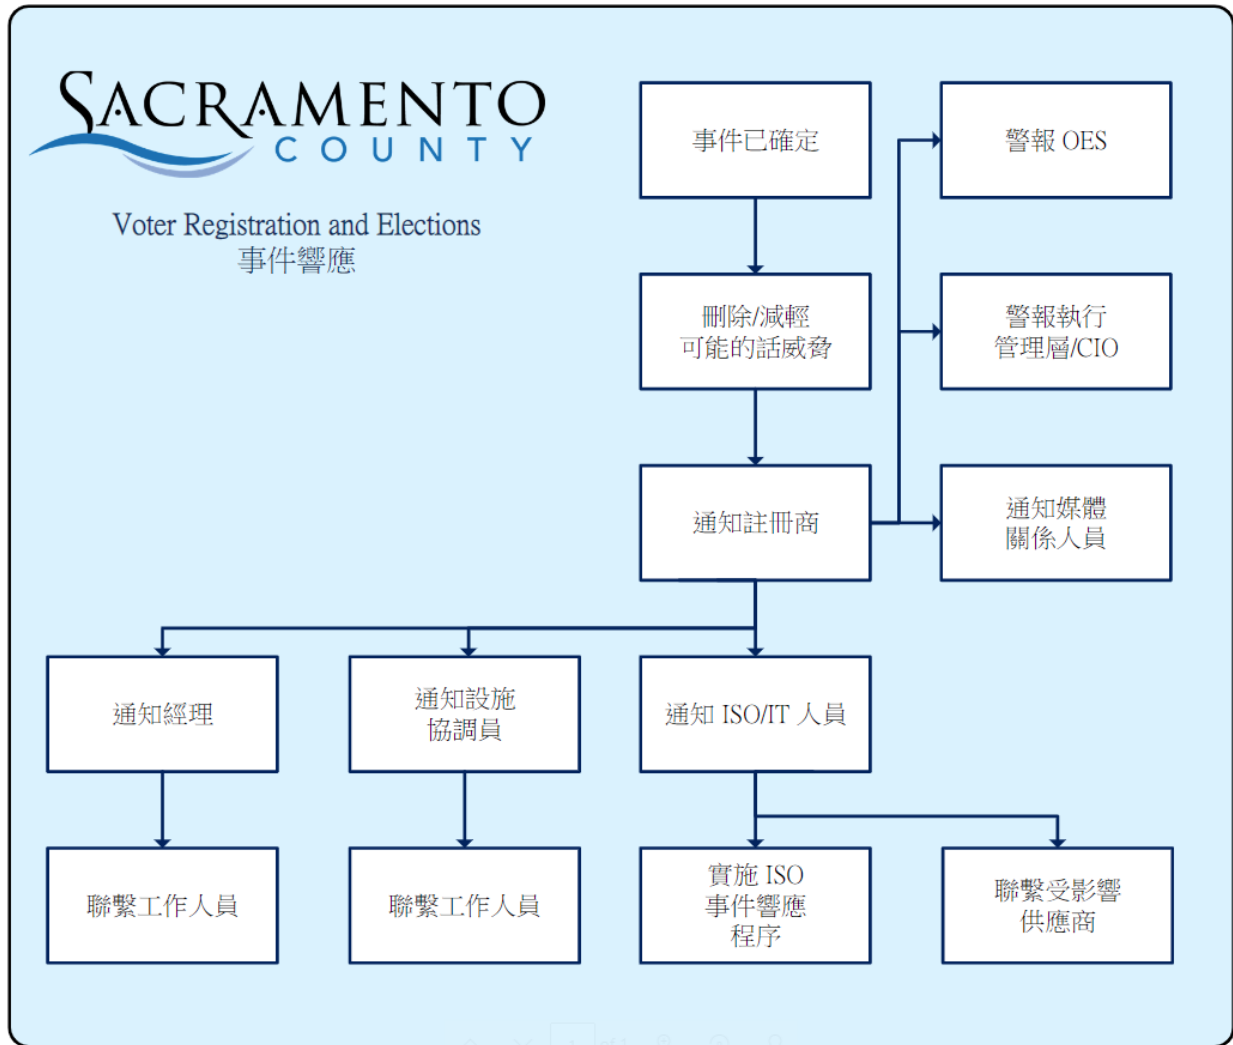 SACRAMENTO
COUNTY
Voter Registration and Elections
事件響應
事件已確定
警報 OES
刪除/減輕
可能的話威脅
警報執行
管理層/CIO
通知註冊商
通知媒體
關係人員
通知經理
通知設施
協調員
通知 ISO/IT 人員
聯繫工作人員
聯繫工作人員
實施 ISO
事件響應
程序
聯繫受影響
供應商